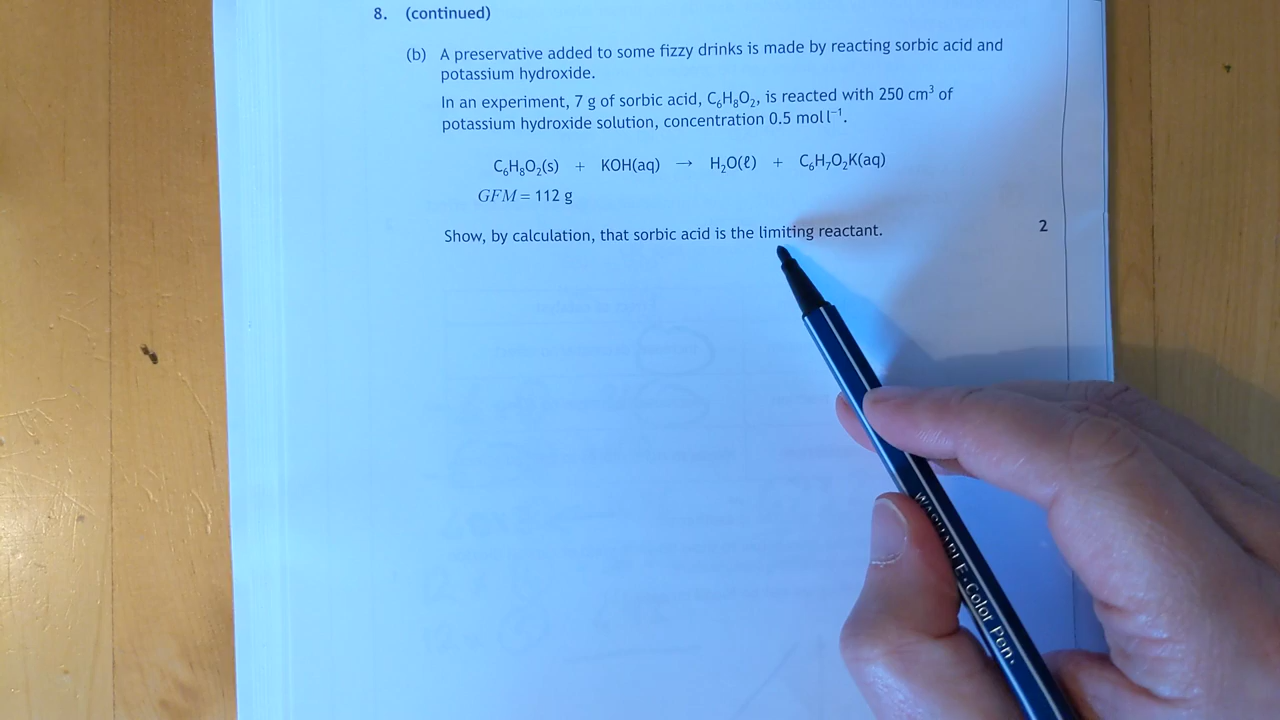 8. (continued)
(b) A preservative added to some fizzy drinks is made by reacting sorbic acid and
potassium hydroxide.
In an experiment, 7 g of sorbic acid, C₆H₈O₂, is reacted with 250 cm³ of
potassium hydroxide solution, concentration 0.5 mol l⁻¹.
C₆H₈O₂(s) + KOH(aq) → H₂O(ℓ) + C₆H₇O₂K(aq)
GFM = 112 g
Show, by calculation, that sorbic acid is the limiting reactant. 2
WASHABLE·Color Pen·